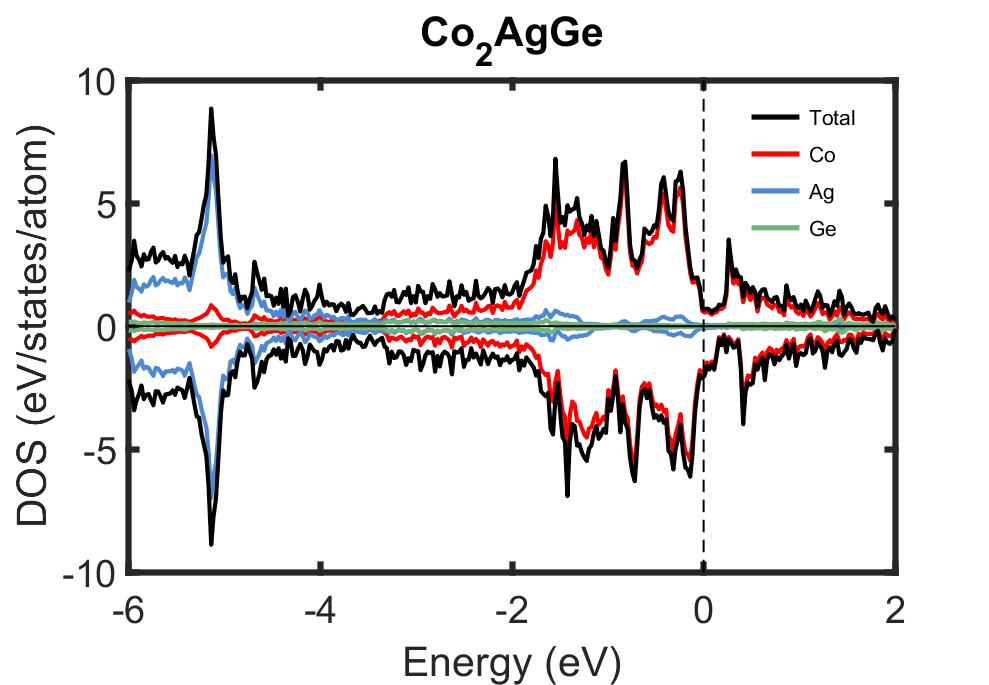 Co₂AgGe
DOS (eV/states/atom)
10
5
0
-5
-10
Total
Co
Ag
Ge
-6 -4 -2 0 2
Energy (eV)